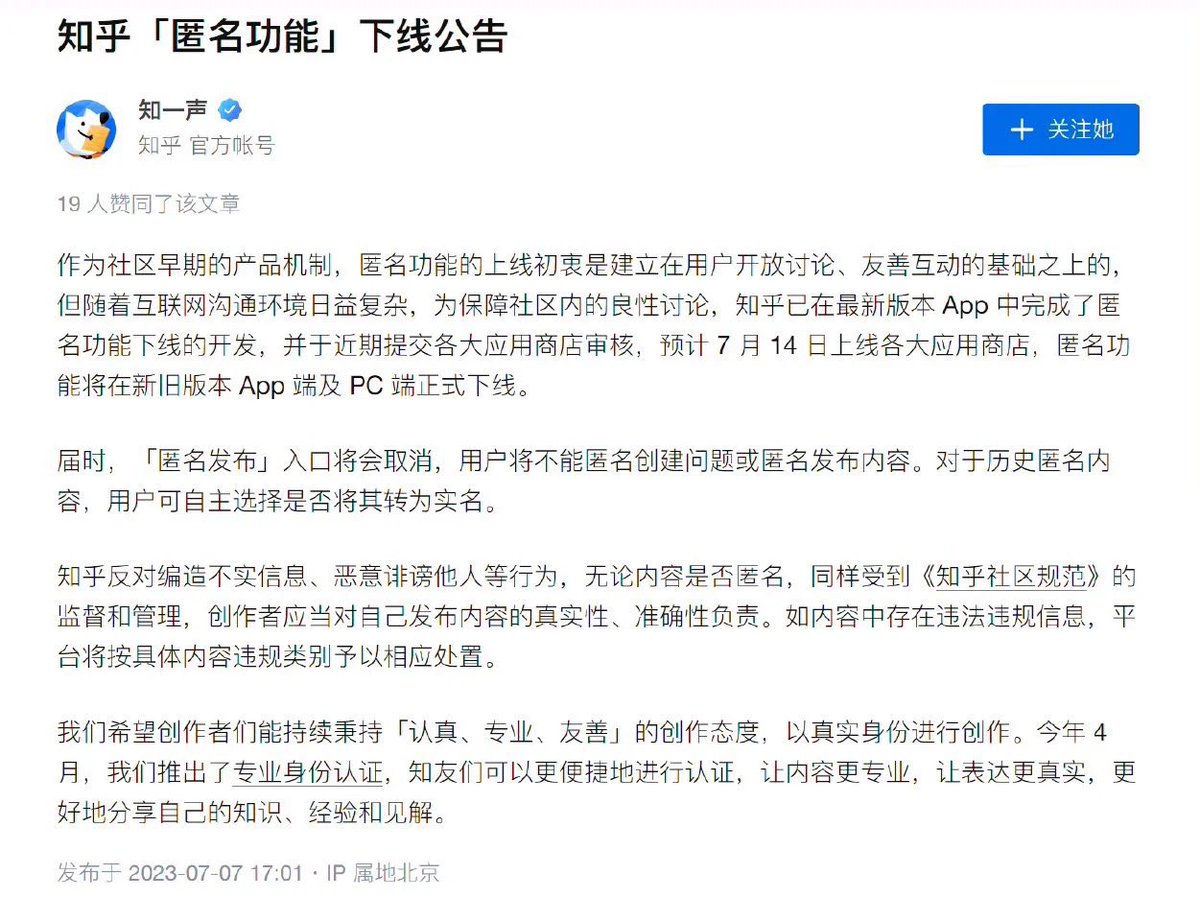 知乎「匿名功能」下线公告
知一声
知乎 官方帐号
+ 关注她
19 人赞同了该文章
作为社区早期的产品机制，匿名功能的上线初衷是建立在用户开放讨论、友善互动的基础之上的，
但随着互联网沟通环境日益复杂，为保障社区内的良性讨论，知乎已在最新版本 App 中完成了匿
名功能下线的开发，并于近期提交各大应用商店审核，预计 7 月 14 日上线各大应用商店，匿名功
能将在新旧版本 App 端及 PC 端正式下线。
届时，「匿名发布」入口将会取消，用户将不能匿名创建问题或匿名发布内容。对于历史匿名内
容，用户可自主选择是否将其转为实名。
知乎反对编造不实信息、恶意诽谤他人等行为，无论内容是否匿名，同样受到《知乎社区规范》的
监督和管理，创作者应当对自己发布内容的真实性、准确性负责。如内容中存在违法违规信息，平
台将按具体内容违规类别予以相应处置。
我们希望创作者们能持续秉持「认真、专业、友善」的创作态度，以真实身份进行创作。今年 4
月，我们推出了专业身份认证，知友们可以更便捷地进行认证，让内容更专业，让表达更真实，更
好地分享自己的知识、经验和见解。
发布于 2023-07-07 17:01・IP 属地北京